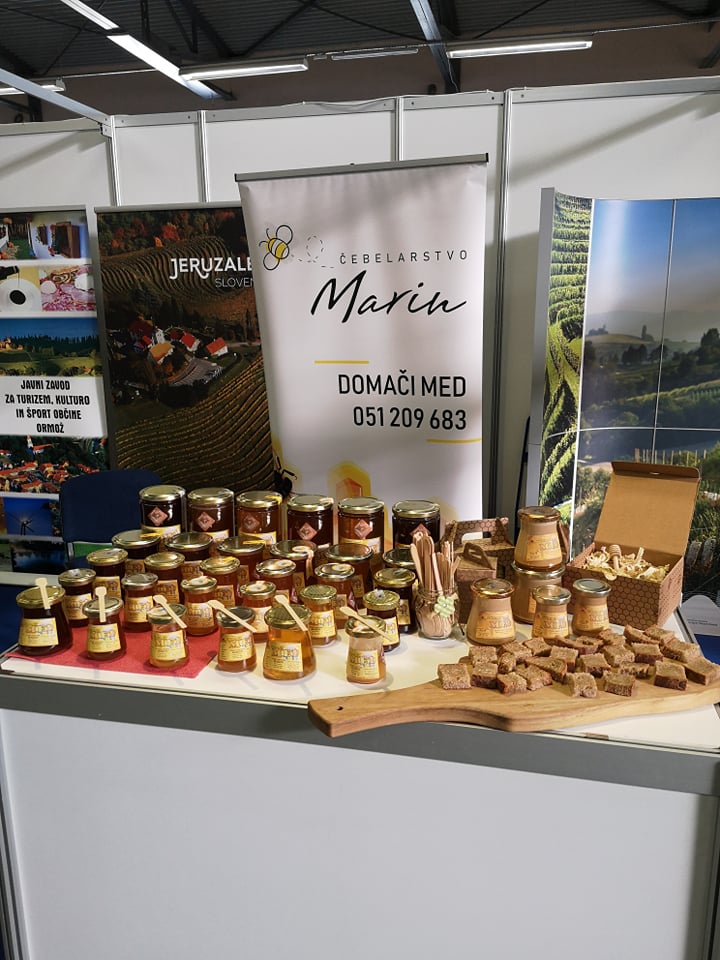 JAVNI ZAVOD
ZA TURIZEM, KULTURO
IN ŠPORT OBČINE
ORMOŽ
JERUZALE
SLOVEN
ČEBELARSTVO
Marin
DOMAČI MED
051 209 683